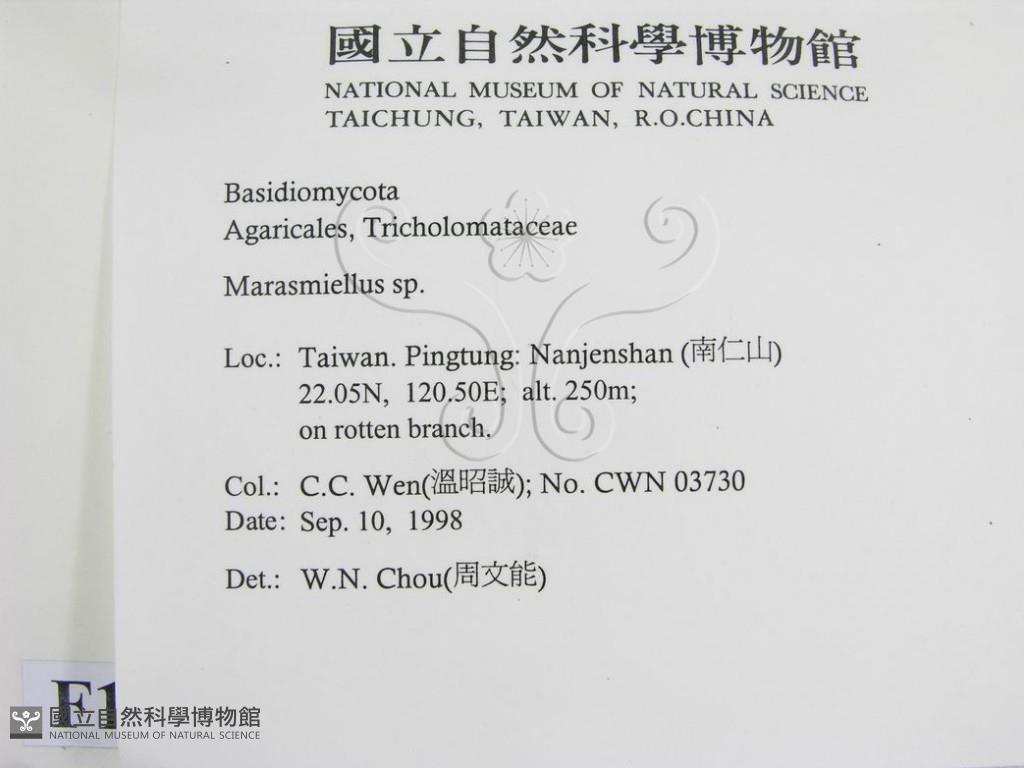 國立自然科學博物館
NATIONAL MUSEUM OF NATURAL SCIENCE
TAICHUNG, TAIWAN, R.O.CHINA
Basidiomycota
Agaricales, Tricholomataceae
Marasmiellus sp.
Loc.: Taiwan. Pingtung: Nanjenshan (南仁山)
22.05N, 120.50E; alt. 250m;
on rotten branch.
Col.: C.C. Wen(溫昭誠); No. CWN 03730
Date: Sep. 10, 1998
Det.: W.N. Chou(周文能)
F1
國立自然科學博物館
NATIONAL MUSEUM OF NATURAL SCIENCE